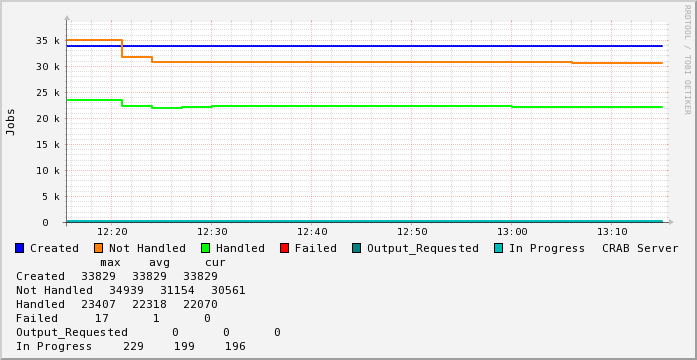 RRDTOOL / TOBI OETIKER
Jobs
35 k
30 k
25 k
20 k
15 k
10 k
5 k
0
12:20 12:30 12:40 12:50 13:00 13:10
Created Not Handled Handled Failed Output_Requested In Progress CRAB Server
max avg cur
Created 33829 33829 33829
Not Handled 34939 31154 30561
Handled 23407 22318 22070
Failed 17 1 0
Output_Requested 0 0 0
In Progress 229 199 196